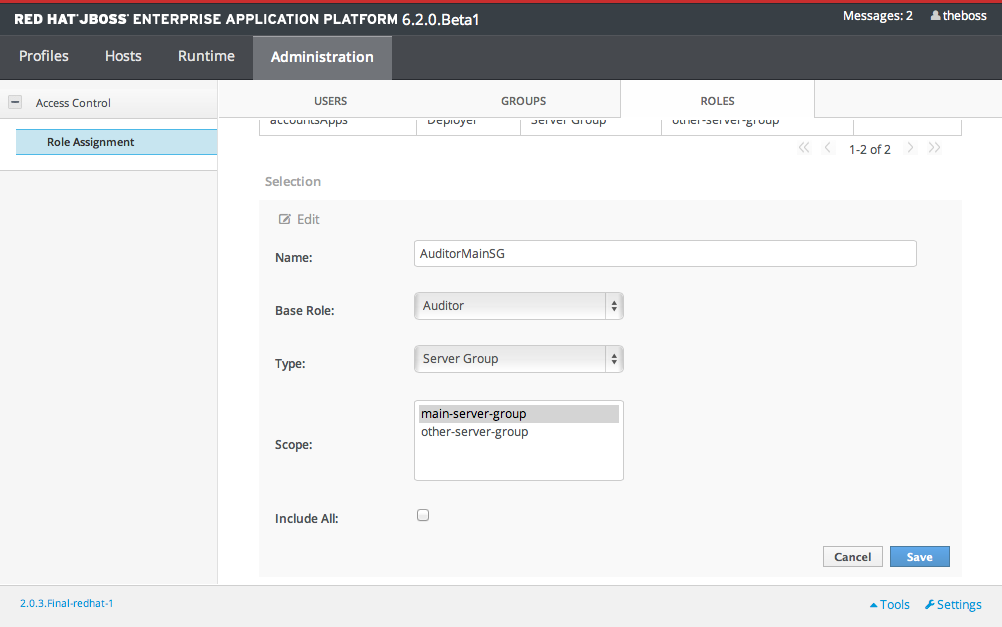 RED HAT JBOSS ENTERPRISE APPLICATION PLATFORM 6.2.0.Beta1
Messages: 2 theboss
Profiles Hosts Runtime Administration
Access Control
Role Assignment
USERS GROUPS ROLES
accountsApps Deployer Server Group other-server-group
1-2 of 2
Selection
Edit
Name: AuditorMainSG
Base Role: Auditor
Type: Server Group
Scope: main-server-group
other-server-group
Include All:
Cancel Save
2.0.3.Final-redhat-1 Tools Settings